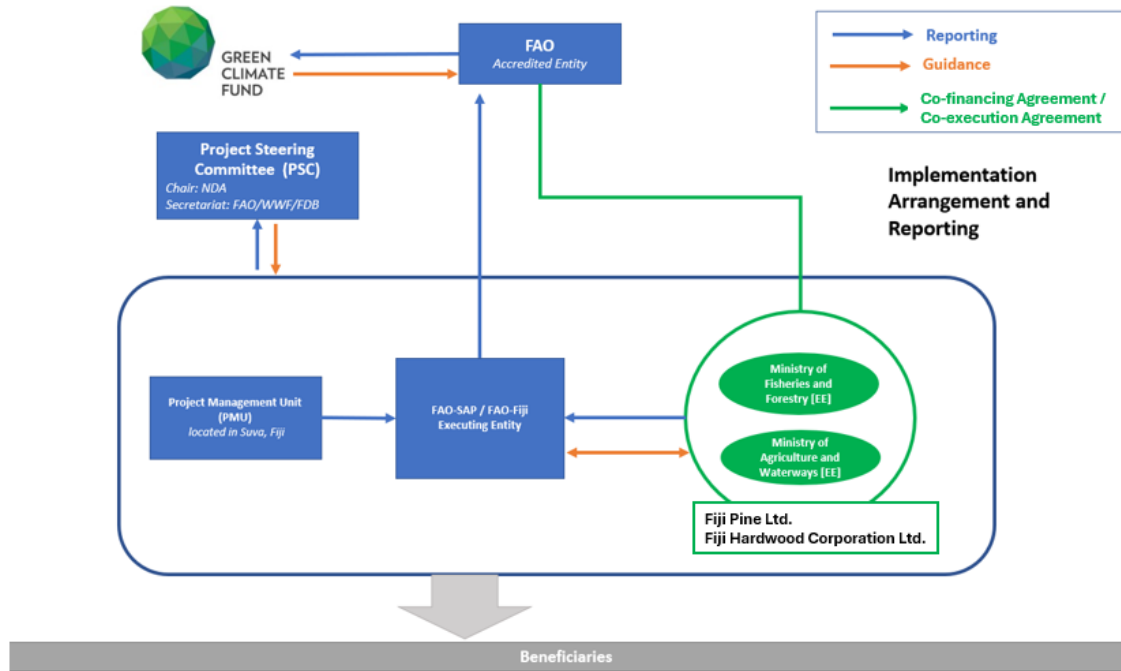 GREEN
CLIMATE
FUND
FAO
Accredited Entity
Reporting
Guidance
Co-financing Agreement /
Co-execution Agreement
Project Steering
Committee (PSC)
Chair: NDA
Secretariat: FAO/WWF/FDB
Implementation
Arrangement and
Reporting
Project Management Unit
(PMU)
located in Suva, Fiji
FAO-SAP / FAO-Fiji
Executing Entity
Ministry of
Fisheries and
Forestry [EE]
Ministry of
Agriculture and
Waterways [EE]
Fiji Pine Ltd.
Fiji Hardwood Corporation Ltd.
Beneficiaries